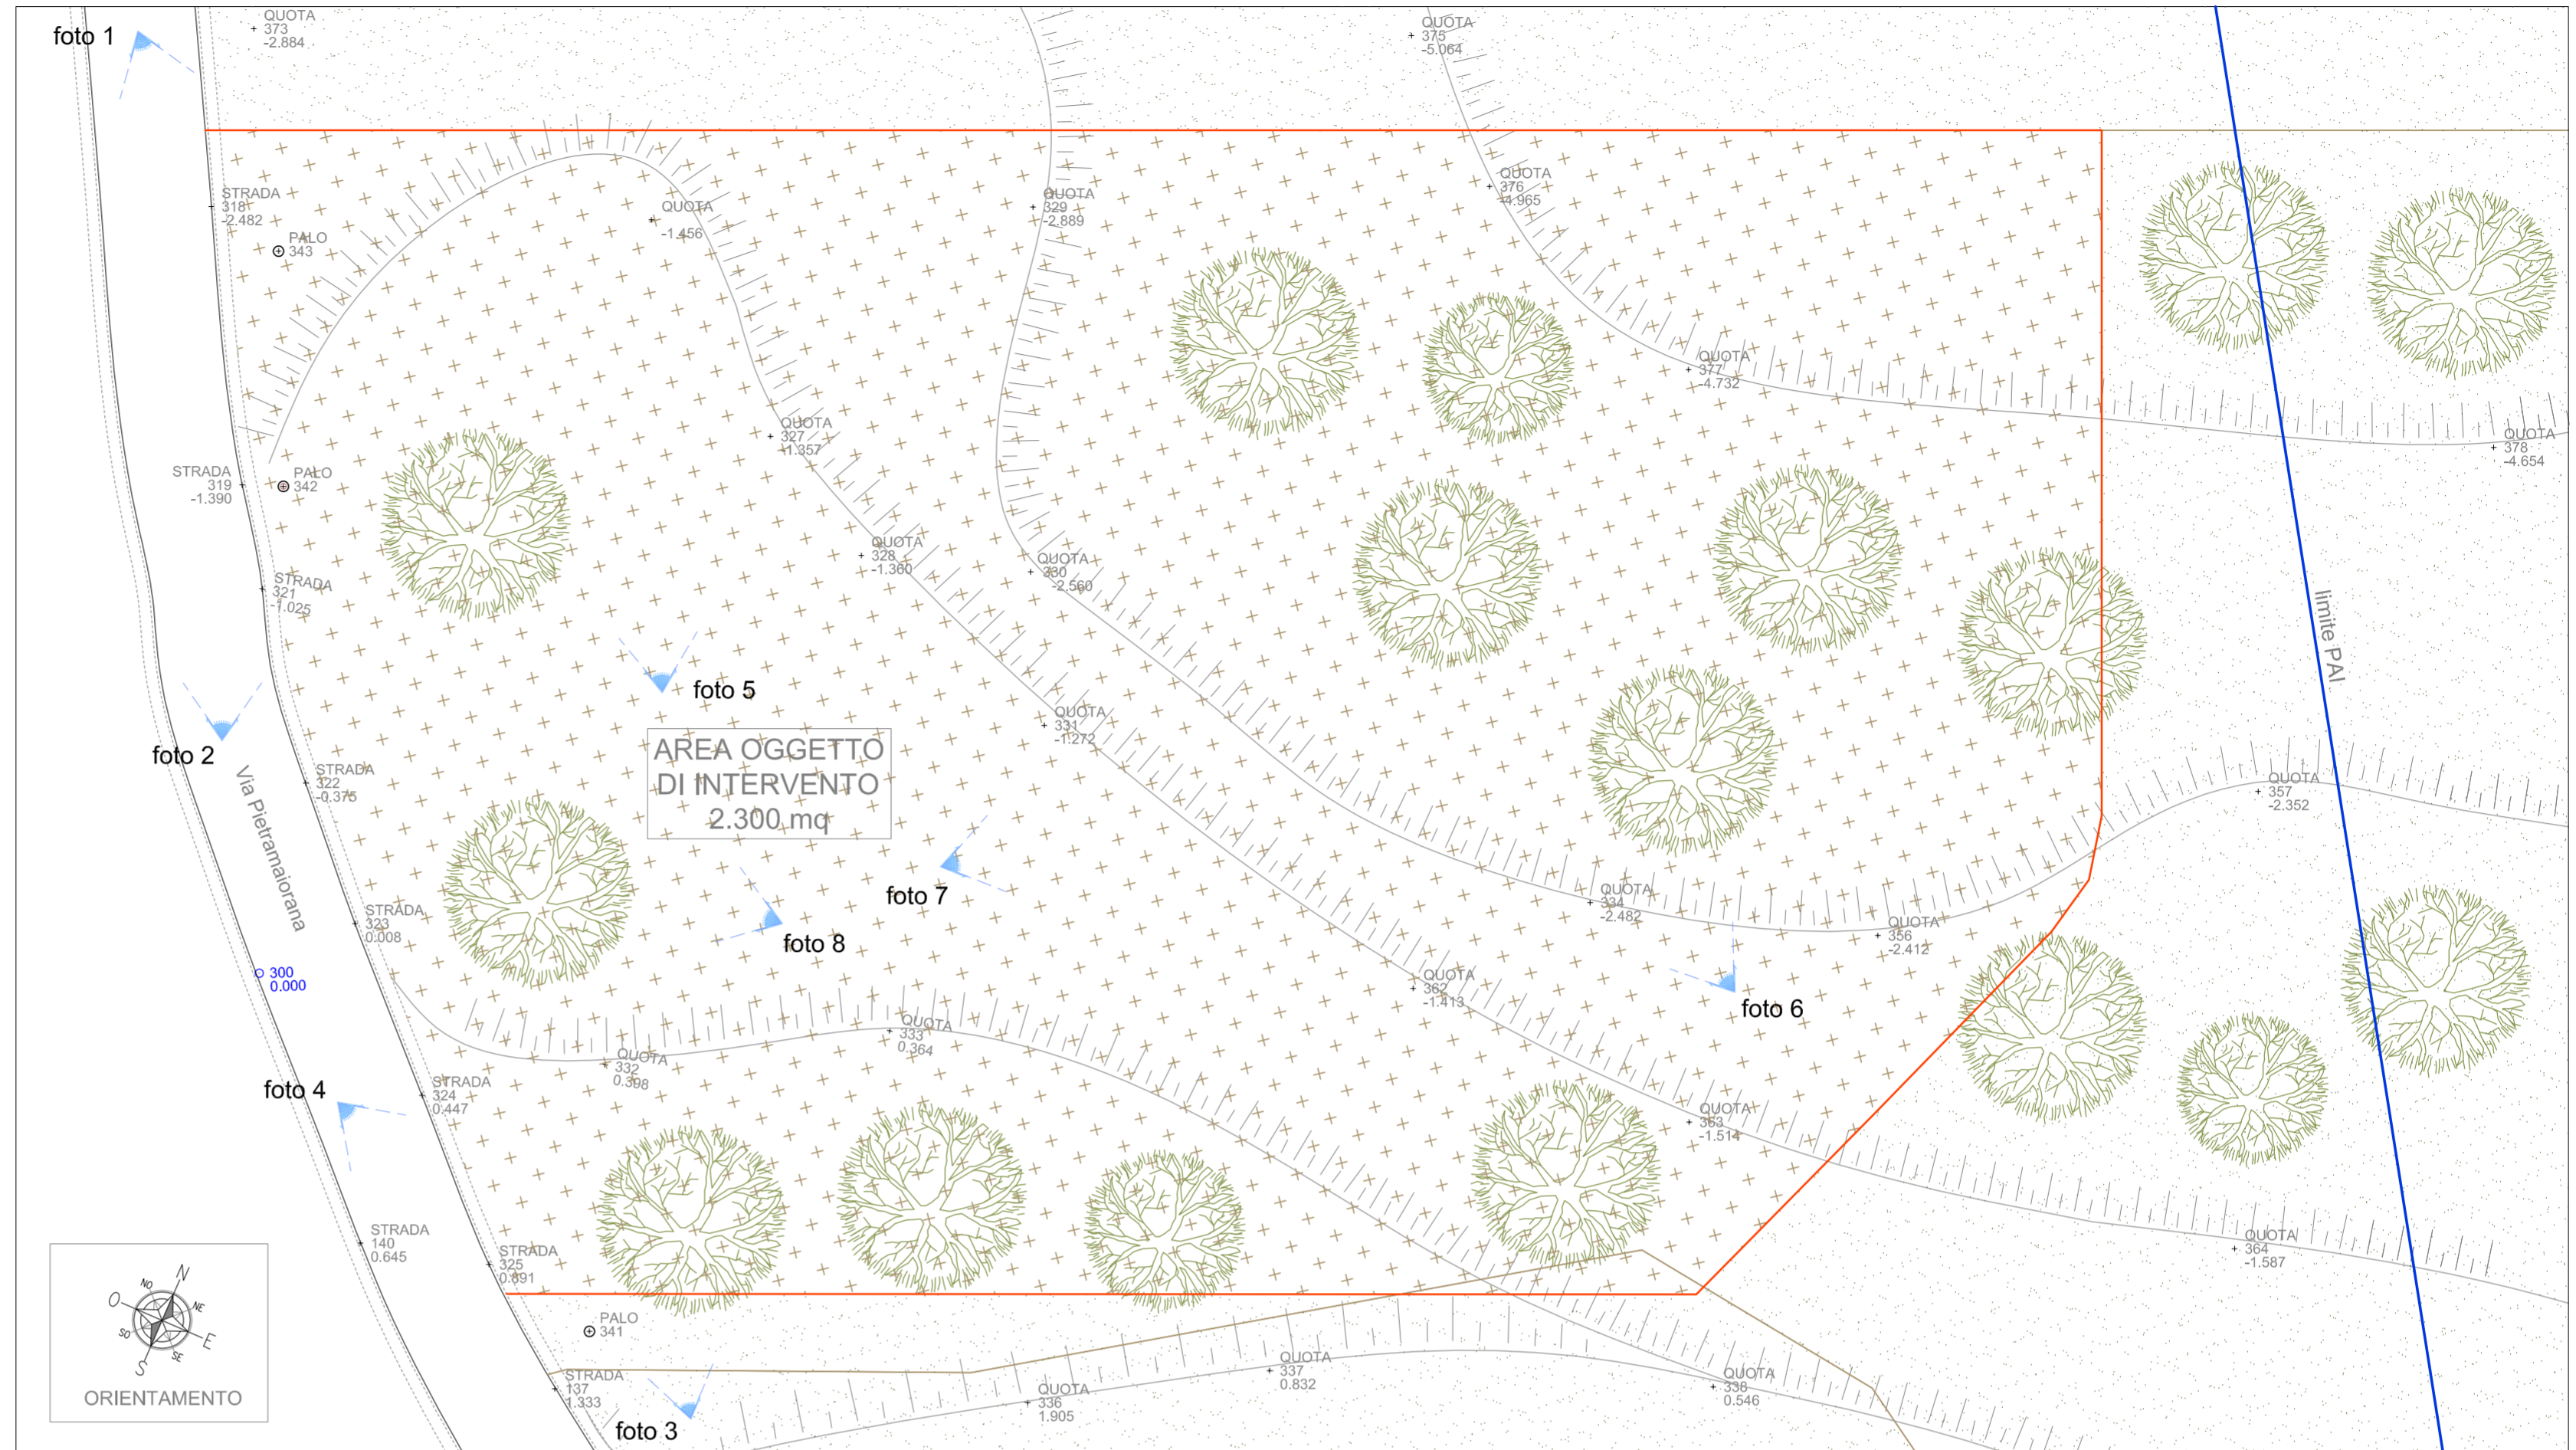 foto 1
QUOTA
373
-2.884
QUOTA
375
-5.064
STRADA
318
-2.482
PALO
343
QUOTA
-1.456
QUOTA
329
-2.889
QUOTA
376
-4.965
QUOTA
377
-4.732
QUOTA
378
-4.654
QUOTA
327
-1.357
STRADA
319
-1.390
PALO
342
QUOTA
328
-1.360
QUOTA
330
-2.560
STRADA
321
-1.025
limite PAI
foto 5
QUOTA
331
-1.272
foto 2
Via Pietramaiorana
STRADA
322
-0.375
AREA OGGETTO
DI INTERVENTO
2.300 mq
QUOTA
357
-2.352
foto 7
QUOTA
334
-2.482
STRADA
323
0.008
foto 8
QUOTA
356
-2.412
300
0.000
QUOTA
362
-1.413
foto 6
QUOTA
333
0.364
QUOTA
332
0.398
foto 4
STRADA
324
0.447
QUOTA
363
-1.514
STRADA
140
0.645
STRADA
325
0.891
QUOTA
364
-1.587
N
NO
NE
O
E
SO
SE
S
ORIENTAMENTO
PALO
341
STRADA
137
1.333
QUOTA
337
0.832
QUOTA
336
1.905
QUOTA
338
0.546
foto 3